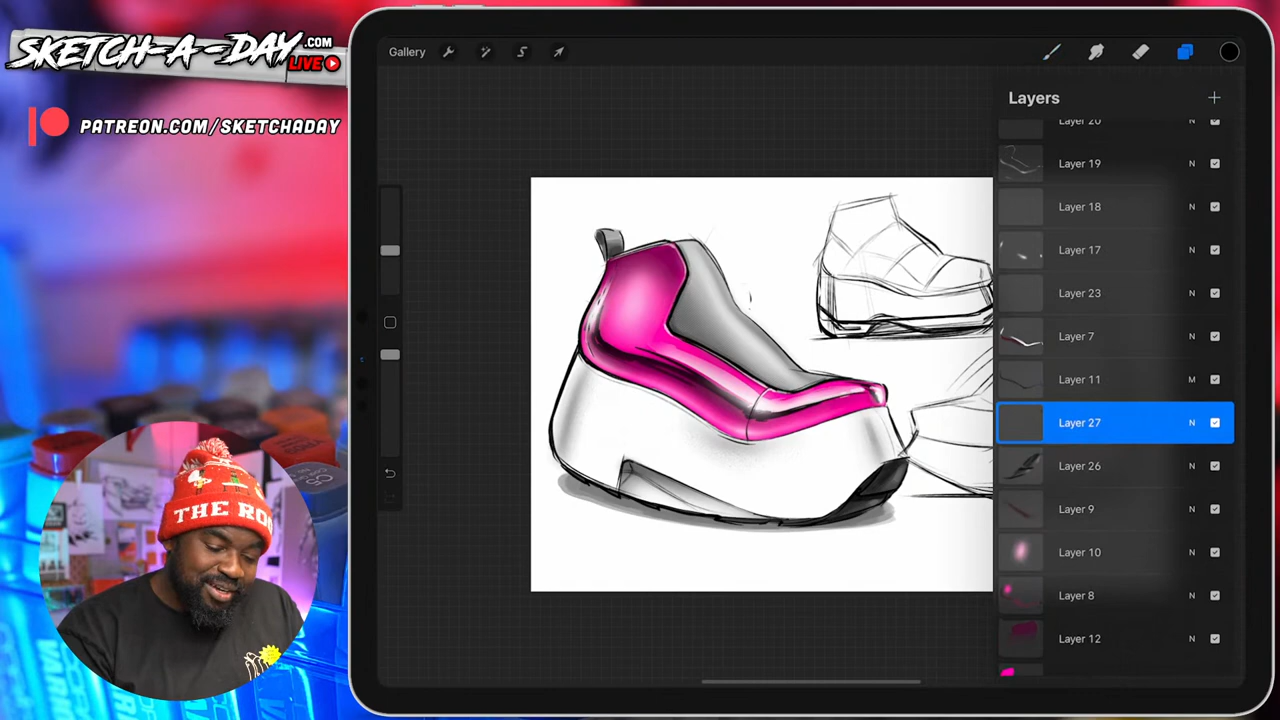 SKETCH-A-DAY
.COM
LIVE
PATREON.COM/SKETCHADAY
Gallery
Layers
Layer 20 N
Layer 19 N
Layer 18 N
Layer 17 N
Layer 23 N
Layer 7 N
Layer 11 M
Layer 27 N
Layer 26 N
Layer 9 N
Layer 10 N
Layer 8 N
Layer 12 N
THE ROO